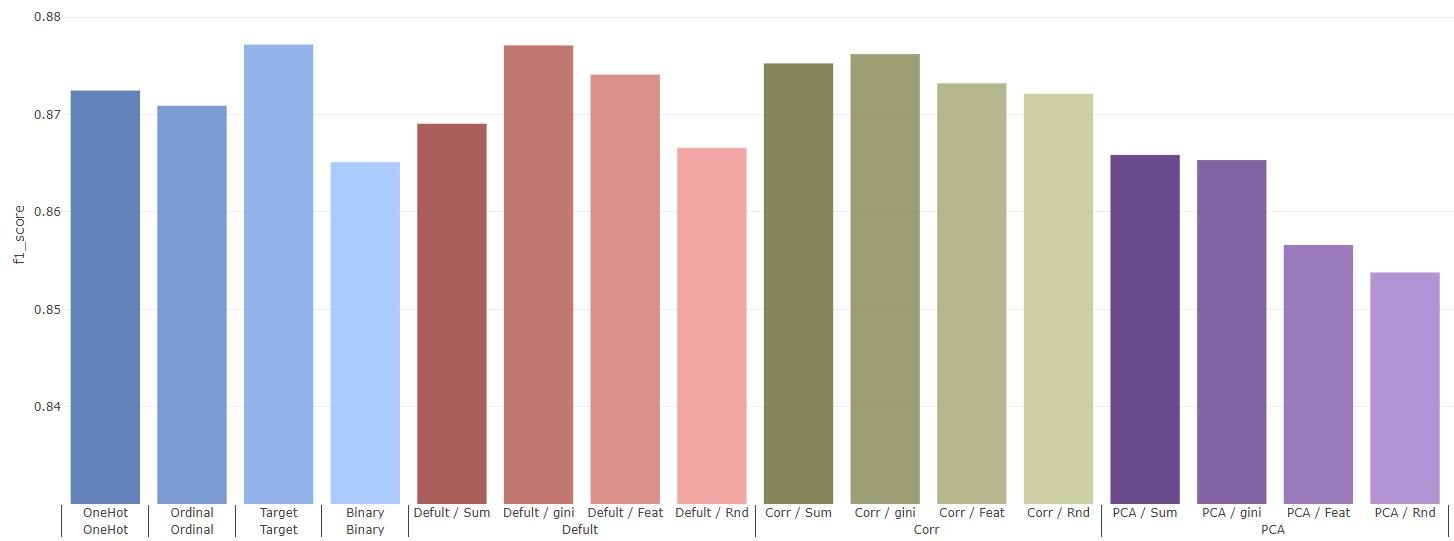 0.88
0.87
0.86
0.85
0.84
f1_score
OneHot Ordinal Target Binary Defult / Sum Defult / gini Defult / Feat Defult / Rnd Corr / Sum Corr / gini Corr / Feat Corr / Rnd PCA / Sum PCA / gini PCA / Feat PCA / Rnd
OneHot Ordinal Target Binary Defult Corr PCA